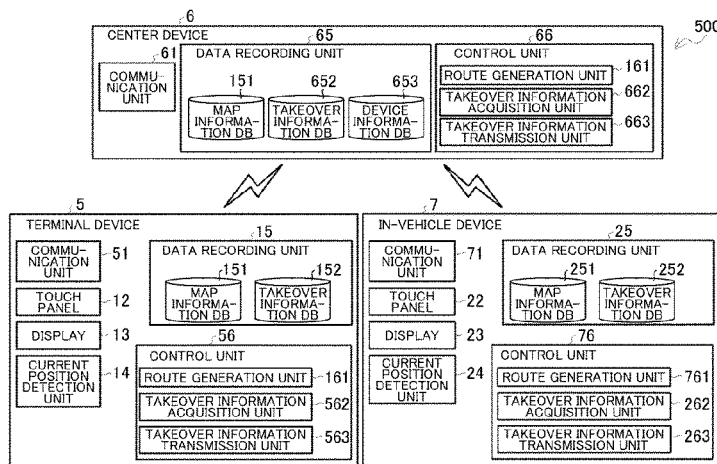 500
6
CENTER DEVICE
61
COMMU-
NICATION
UNIT
65
DATA RECORDING UNIT
151
MAP
INFORMA-
TION DB
652
TAKEOVER
INFORMA-
TION DB
653
DEVICE
INFORMA-
TION DB
66
CONTROL UNIT
ROUTE GENERATION UNIT
161
TAKEOVER INFORMATION
ACQUISITION UNIT
662
TAKEOVER INFORMATION
TRANSMISSION UNIT
663
5
TERMINAL DEVICE
COMMU-
NICATION
UNIT
51
TOUCH
PANEL
12
DISPLAY
13
CURRENT
POSITION
DETECTION
UNIT
14
15
DATA RECORDING UNIT
151
MAP
INFORMA-
TION DB
152
TAKEOVER
INFORMA-
TION DB
56
CONTROL UNIT
ROUTE GENERATION UNIT
161
TAKEOVER INFORMATION
ACQUISITION UNIT
562
TAKEOVER INFORMATION
TRANSMISSION UNIT
563
7
IN-VEHICLE DEVICE
COMMU-
NICATION
UNIT
71
TOUCH
PANEL
22
DISPLAY
23
CURRENT
POSITION
DETECTION
UNIT
24
25
DATA RECORDING UNIT
251
MAP
INFORMA-
TION DB
252
TAKEOVER
INFORMA-
TION DB
76
CONTROL UNIT
ROUTE GENERATION UNIT
761
TAKEOVER INFORMATION
ACQUISITION UNIT
262
TAKEOVER INFORMATION
TRANSMISSION UNIT
263